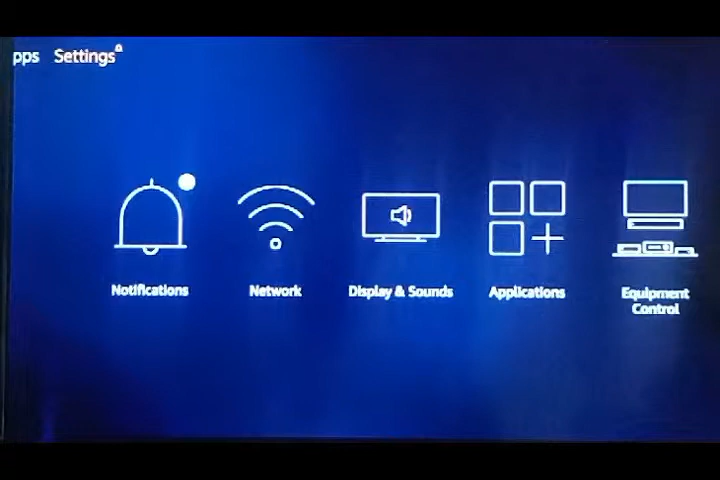 pps Settings
Notifications
Network
Display & Sounds
Applications
Equipment
Control